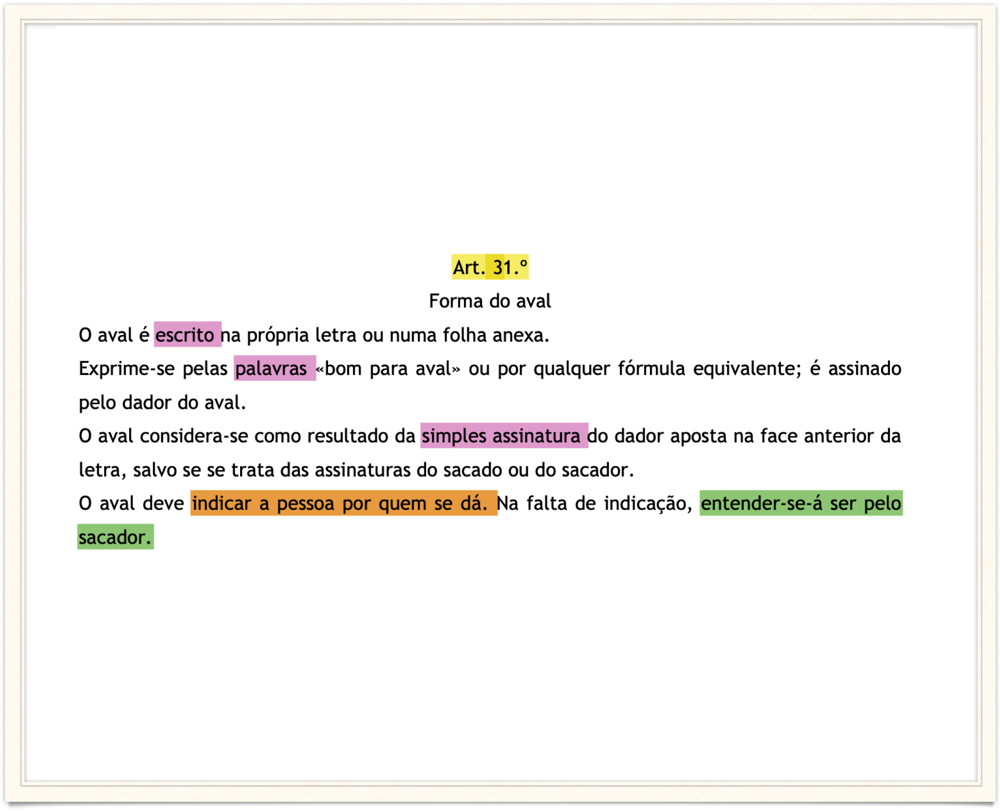 Art. 31.º
Forma do aval
O aval é escrito na própria letra ou numa folha anexa.
Exprime-se pelas palavras «bom para aval» ou por qualquer fórmula equivalente; é assinado
pelo dador do aval.
O aval considera-se como resultado da simples assinatura do dador aposta na face anterior da
letra, salvo se se trata das assinaturas do sacado ou do sacador.
O aval deve indicar a pessoa por quem se dá. Na falta de indicação, entender-se-á ser pelo
sacador.